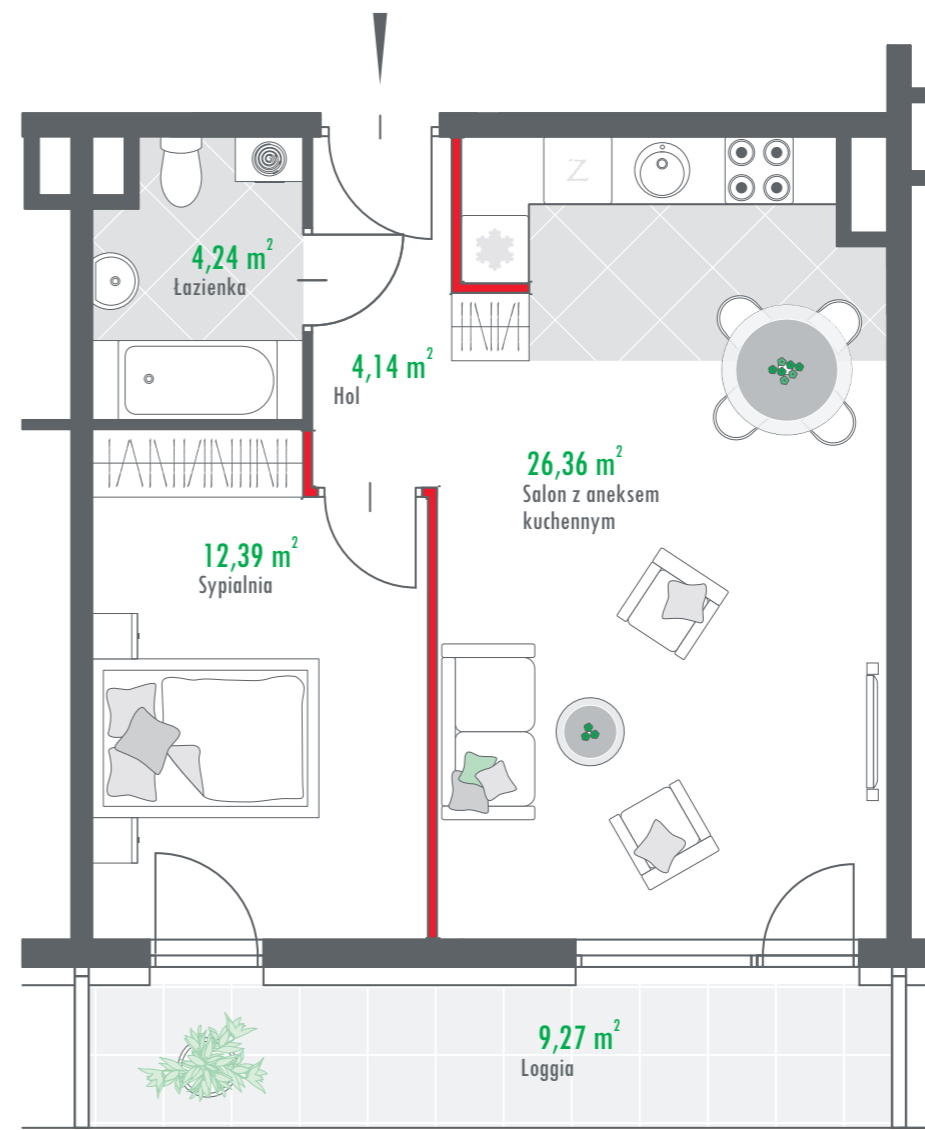 Z
4,24 m²
Łazienka
4,14 m²
Hol
26,36 m²
Salon z aneksem
kuchennym
12,39 m²
Sypialnia
9,27 m²
Loggia